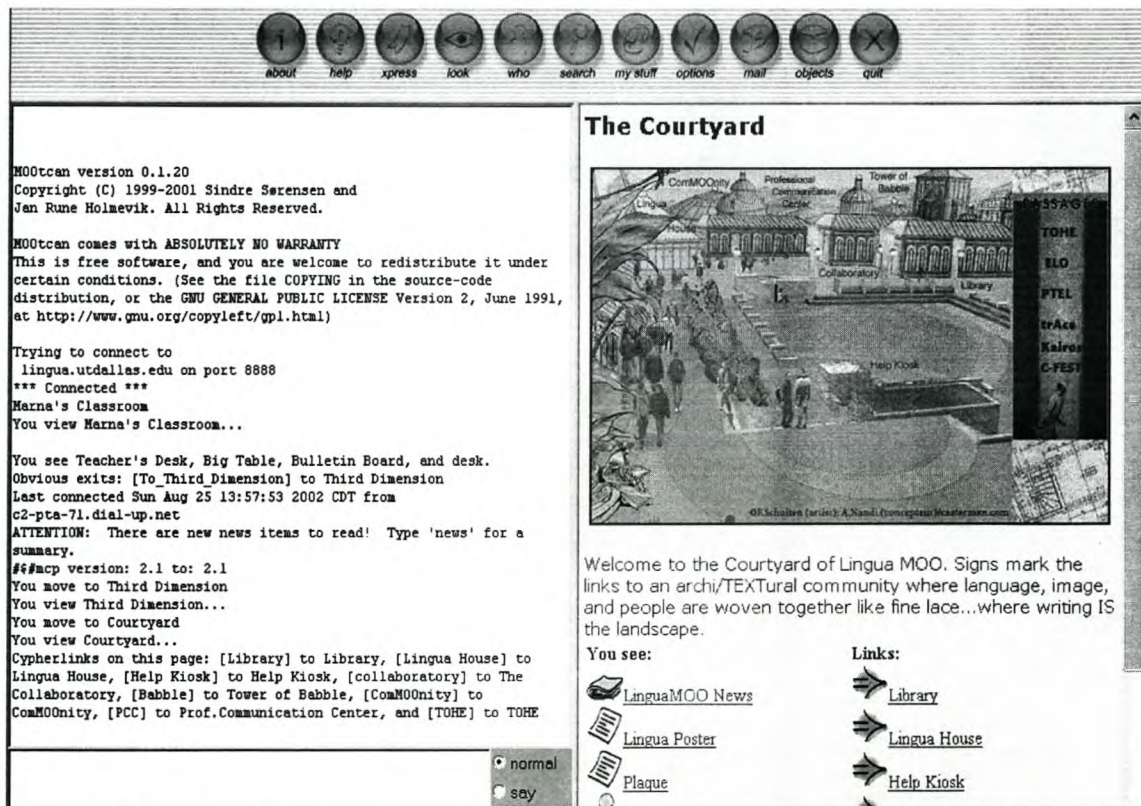 about help xpress look who search my stuff options mail objects quit
MOOtcan version 0.1.20
Copyright (C) 1999-2001 Sindre Sørensen and
Jan Rune Holmevik. All Rights Reserved.
MOOtcan comes with ABSOLUTELY NO WARRANTY
This is free software, and you are welcome to redistribute it under
certain conditions. (See the file COPYING in the source-code
distribution, or the GNU GENERAL PUBLIC LICENSE Version 2, June 1991,
at http://www.gnu.org/copyleft/gpl.html)
Trying to connect to
lingua.utdallas.edu on port 8888
*** Connected ***
Marna's Classroom
You view Marna's Classroom...
You see Teacher's Desk, Big Table, Bulletin Board, and desk.
Obvious exits: [To_Third_Dimension] to Third Dimension
Last connected Sun Aug 25 13:57:53 2002 CDT from
c2-pta-71.dial-up.net
ATTENTION: There are new news items to read! Type 'news' for a
summary.
#$#mcp version: 2.1 to: 2.1
You move to Third Dimension
You view Third Dimension...
You move to Courtyard
You view Courtyard...
Cypherlinks on this page: [Library] to Library, [Lingua House] to
Lingua House, [Help Kiosk] to Help Kiosk, [collaboratory] to The
Collaboratory, [Babble] to Tower of Babble, [ComMOOnity] to
ComMOOnity, [PCC] to Prof.Communication Center, and [TOHE] to TOHE
normal
say
The Courtyard
ComMOOnity
Professional
Communication
Center
Tower of
Babble
Lingua
House
Collaboratory
Library
Help Kiosk
PASSAGES
TOHE
ELO
PTEL
trAce
Kairos
C-FEST
©F.Schuiten (artist); A.Nandi (concepteur)/casterman.com
Welcome to the Courtyard of Lingua MOO. Signs mark the
links to an archi/TEXTural community where language, image,
and people are woven together like fine lace...where writing IS
the landscape.
You see:
LinguaMOO News
Lingua Poster
Plaque
Links:
Library
Lingua House
Help Kiosk